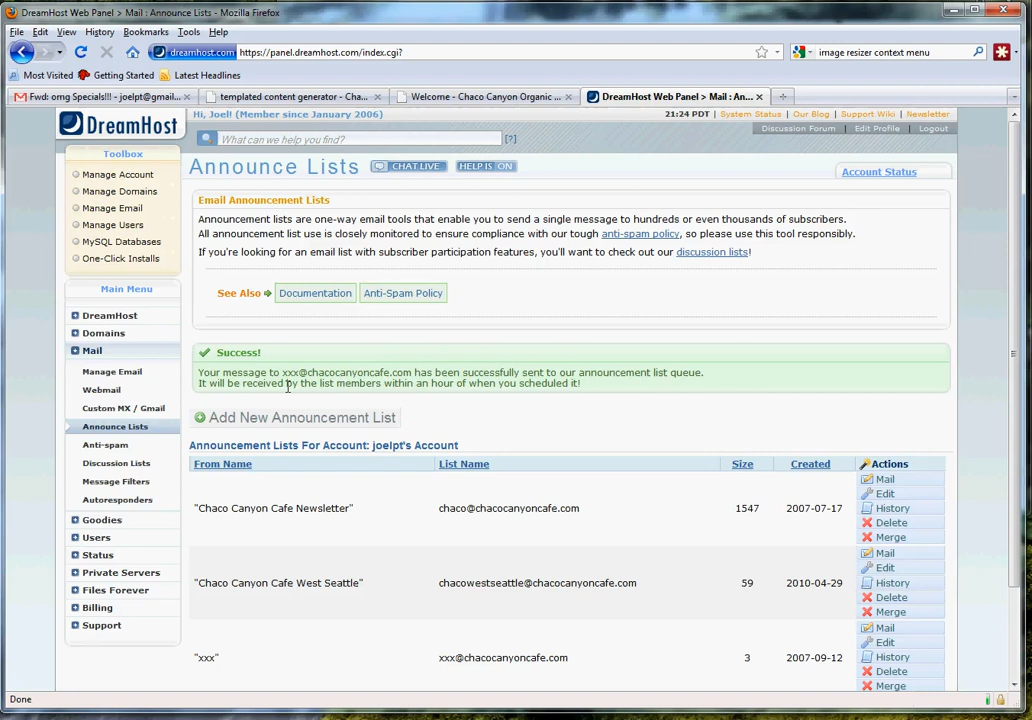 DreamHost Web Panel > Mail : Announce Lists - Mozilla Firefox
File Edit View History Bookmarks Tools Help
dreamhost.com https://panel.dreamhost.com/index.cgi? image resizer context menu
Most Visited Getting Started Latest Headlines
Fwd: omg Specials!!! - joelpt@gmail.... templated content generator - Cha... Welcome - Chaco Canyon Organic ... DreamHost Web Panel > Mail : An...
Hi, Joel! (Member since January 2006) 21:24 PDT | System Status | Our Blog | Support Wiki | Newsletter
DreamHost
What can we help you find? [?]
Discussion Forum | Edit Profile | Logout
Toolbox
Manage Account
Manage Domains
Manage Email
Manage Users
MySQL Databases
One-Click Installs
Main Menu
DreamHost
Domains
Mail
Manage Email
Webmail
Custom MX / Gmail
Announce Lists
Anti-spam
Discussion Lists
Message Filters
Autoresponders
Goodies
Users
Status
Private Servers
Files Forever
Billing
Support
Announce Lists CHAT LIVE HELP IS ON
Account Status
Email Announcement Lists
Announcement lists are one-way email tools that enable you to send a single message to hundreds or even thousands of subscribers.
All announcement list use is closely monitored to ensure compliance with our tough anti-spam policy, so please use this tool responsibly.
If you're looking for an email list with subscriber participation features, you'll want to check out our discussion lists!
See Also Documentation Anti-Spam Policy
Success!
Your message to xxx@chacocanyoncafe.com has been successfully sent to our announcement list queue.
It will be received by the list members within an hour of when you scheduled it!
Add New Announcement List
Announcement Lists For Account: joelpt's Account
From Name List Name Size Created Actions
"Chaco Canyon Cafe Newsletter" chaco@chacocanyoncafe.com 1547 2007-07-17
Mail
Edit
History
Delete
Merge
"Chaco Canyon Cafe West Seattle" chacowestseattle@chacocanyoncafe.com 59 2010-04-29
Mail
Edit
History
Delete
Merge
"xxx" xxx@chacocanyoncafe.com 3 2007-09-12
Mail
Edit
History
Delete
Merge
Done